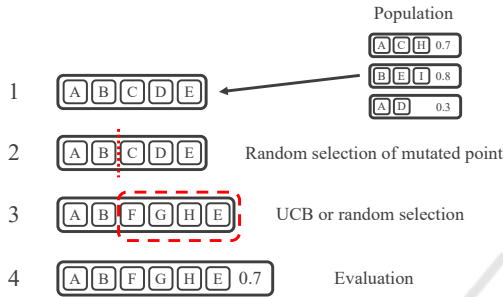 Population
A C H 0.7
B E I 0.8
A D 0.3
1 A B C D E
2 A B C D E Random selection of mutated point
3 A B F G H E UCB or random selection
4 A B F G H E 0.7 Evaluation